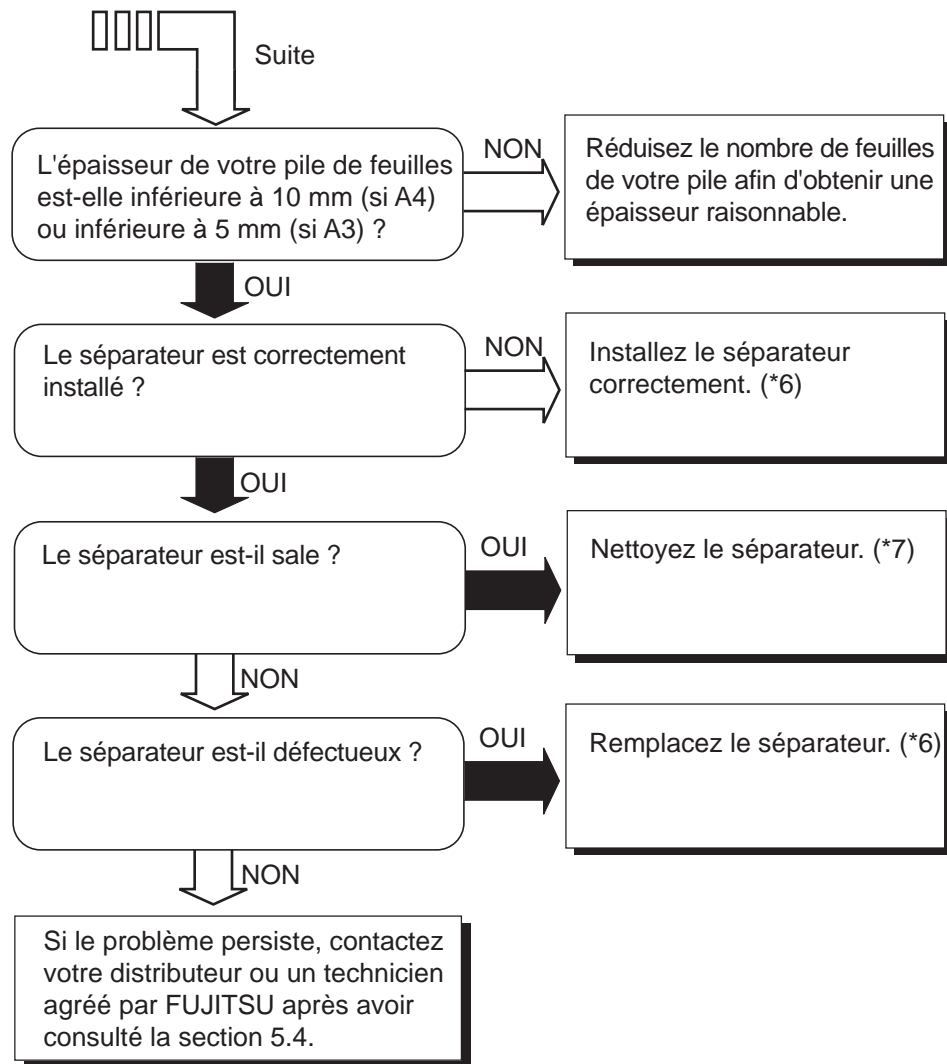 Suite
L'épaisseur de votre pile de feuilles
est-elle inférieure à 10 mm (si A4)
ou inférieure à 5 mm (si A3) ?
NON
Réduisez le nombre de feuilles
de votre pile afin d'obtenir une
épaisseur raisonnable.
OUI
Le séparateur est correctement
installé ?
NON
Installez le séparateur
correctement. (*6)
OUI
Le séparateur est-il sale ?
OUI
Nettoyez le séparateur. (*7)
NON
Le séparateur est-il défectueux ?
OUI
Remplacez le séparateur. (*6)
NON
Si le problème persiste, contactez
votre distributeur ou un technicien
agréé par FUJITSU après avoir
consulté la section 5.4.